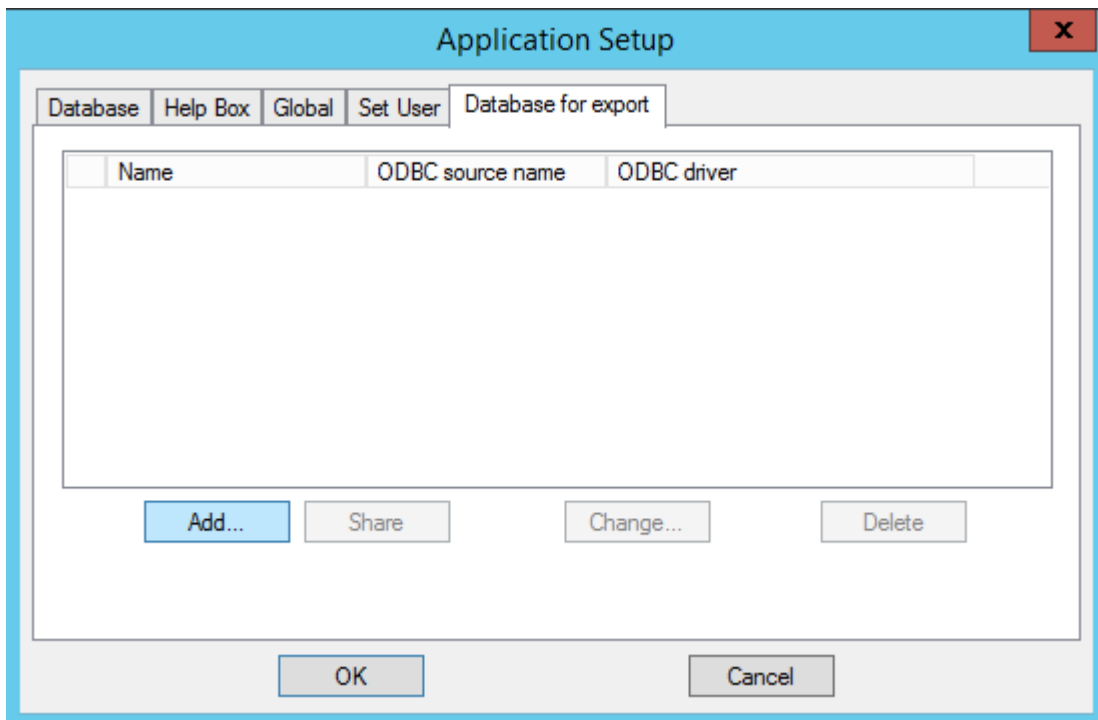 Application Setup x
Database Help Box Global Set User Database for export
Name ODBC source name ODBC driver
Add... Share Change... Delete
OK Cancel